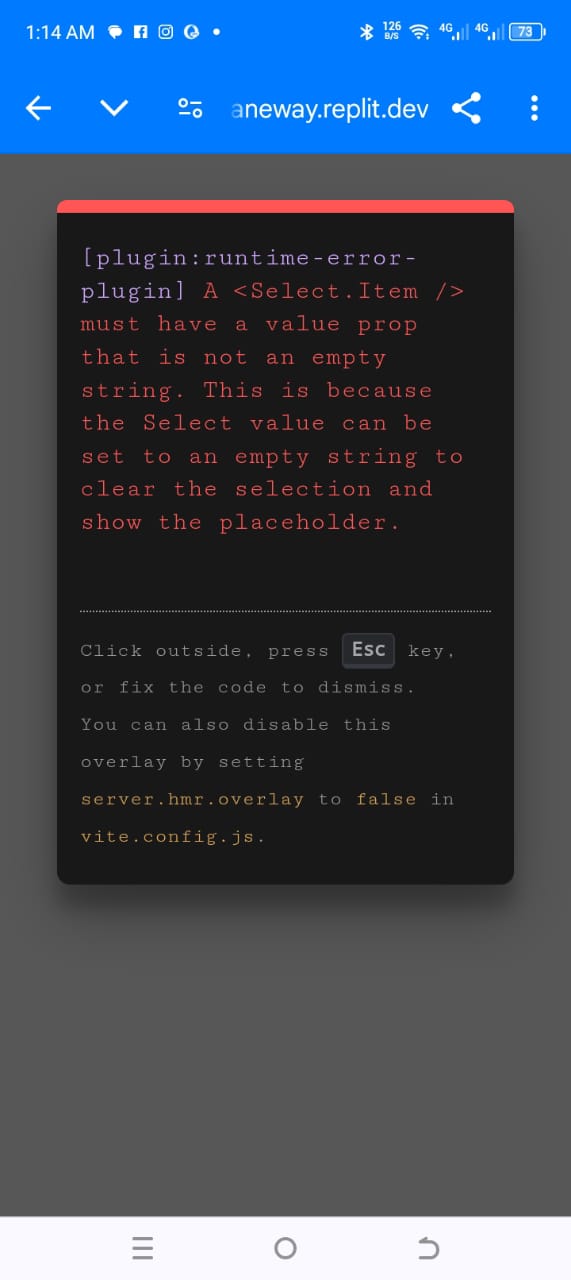 1:14 AM 126 B/S 4G 4G 73
aneway.replit.dev
[plugin:runtime-error-
plugin] A <Select.Item />
must have a value prop
that is not an empty
string. This is because
the Select value can be
set to an empty string to
clear the selection and
show the placeholder.
Click outside, press Esc key,
or fix the code to dismiss.
You can also disable this
overlay by setting
server.hmr.overlay to false in
vite.config.js.